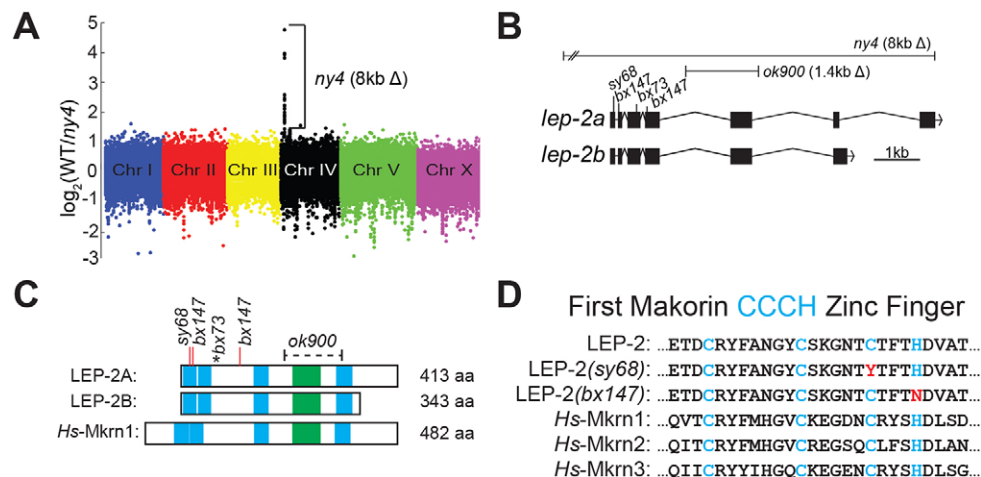 A
5
4
3
2
1
0
-1
-2
-3
log2(WT/ny4)
ny4 (8kb Δ)
Chr I
Chr II
Chr III
Chr IV
Chr V
Chr X
B
ny4 (8kb Δ)
ok900 (1.4kb Δ)
sy68
bx147
bx73
bx147
lep-2a
lep-2b
1kb
C
sy68
bx147
*bx73
bx147
ok900
LEP-2A
413 aa
LEP-2B
343 aa
Hs-Mkrn1:
482 aa
D
First Makorin CCCH Zinc Finger
LEP-2: ...ETDCRYFANGYCSKGNTCTFTHDVAT...
LEP-2(sy68): ...ETDCRYFANGYCSKGNTYTFTHDVAT...
LEP-2(bx147): ...ETDCRYFANGYCSKGNTCTFTNDVAT...
Hs-Mkrn1: ...QVTCRYFMHGVCKEGDNCRYSHDLSD...
Hs-Mkrn2: ...QITCRYFMHGVCREGSQCLFSHDLAN...
Hs-Mkrn3: ...QIICRYYIHGQCKEGENCRYSHDLSG...